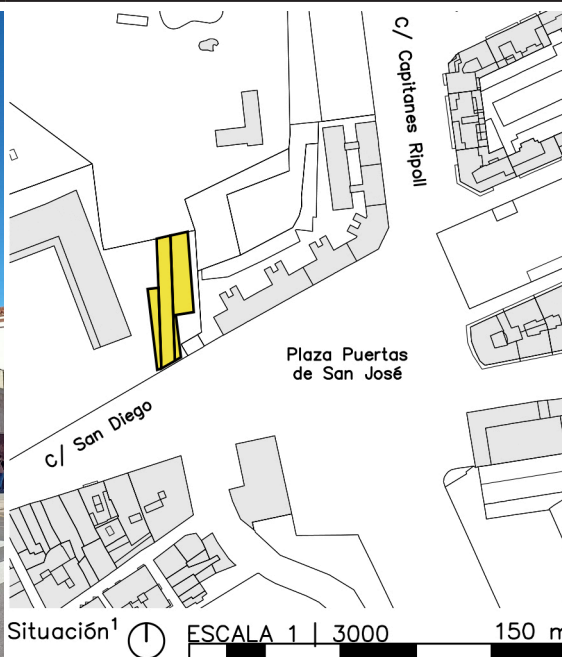 C/ Capitanes Ripoll
Plaza Puertas
de San José
C/ San Diego
Situación¹ ESCALA 1 | 3000 150 m